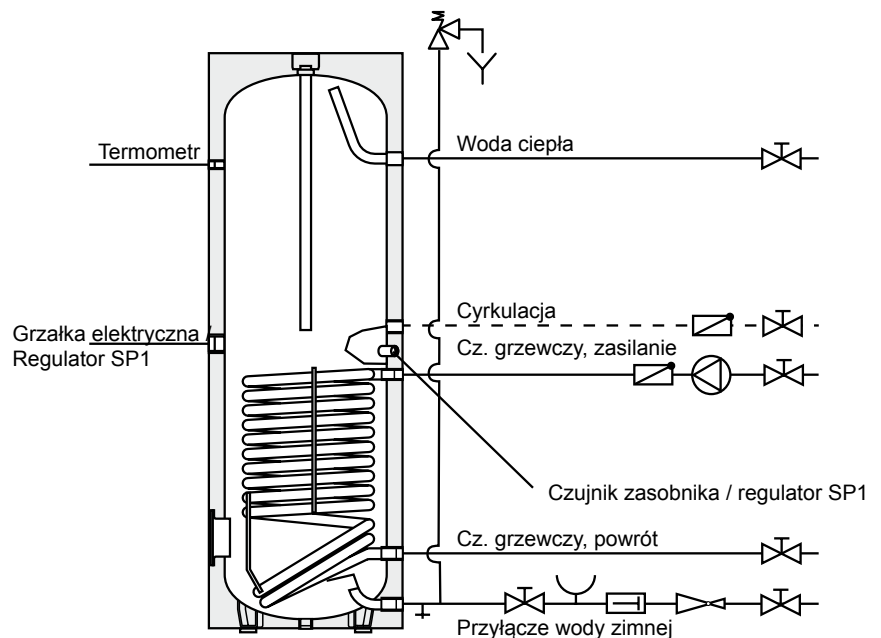 Termometr
Woda ciepła
Cyrkulacja
Grzałka elektryczna /
Regulator SP1
Cz. grzewczy, zasilanie
Czujnik zasobnika / regulator SP1
Cz. grzewczy, powrót
Przyłącze wody zimnej